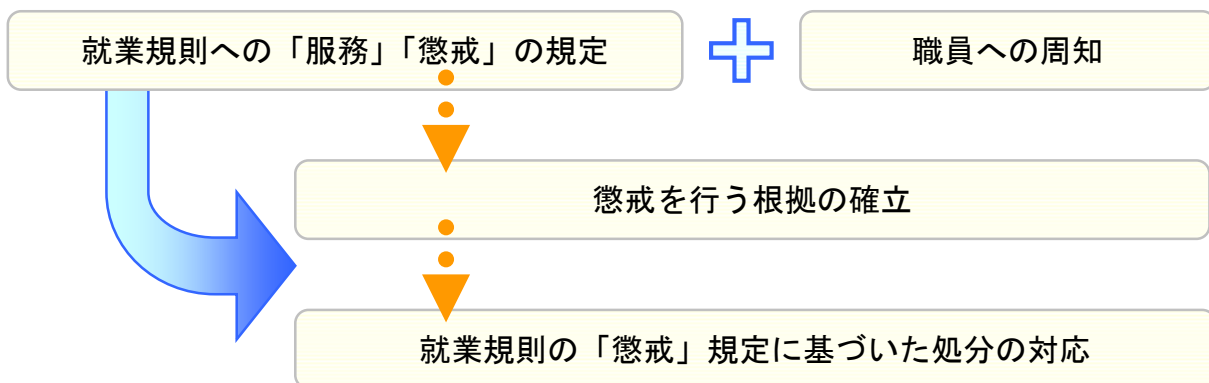 就業規則への「服務」「懲戒」の規定
職員への周知
懲戒を行う根拠の確立
就業規則の「懲戒」規定に基づいた処分の対応